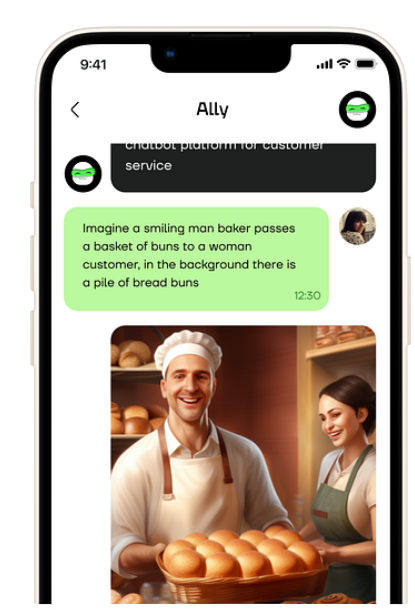 9:41
Ally
chatbot platform for customer
service
Imagine a smiling man baker passes
a basket of buns to a woman
customer, in the background there is
a pile of bread buns
12:30